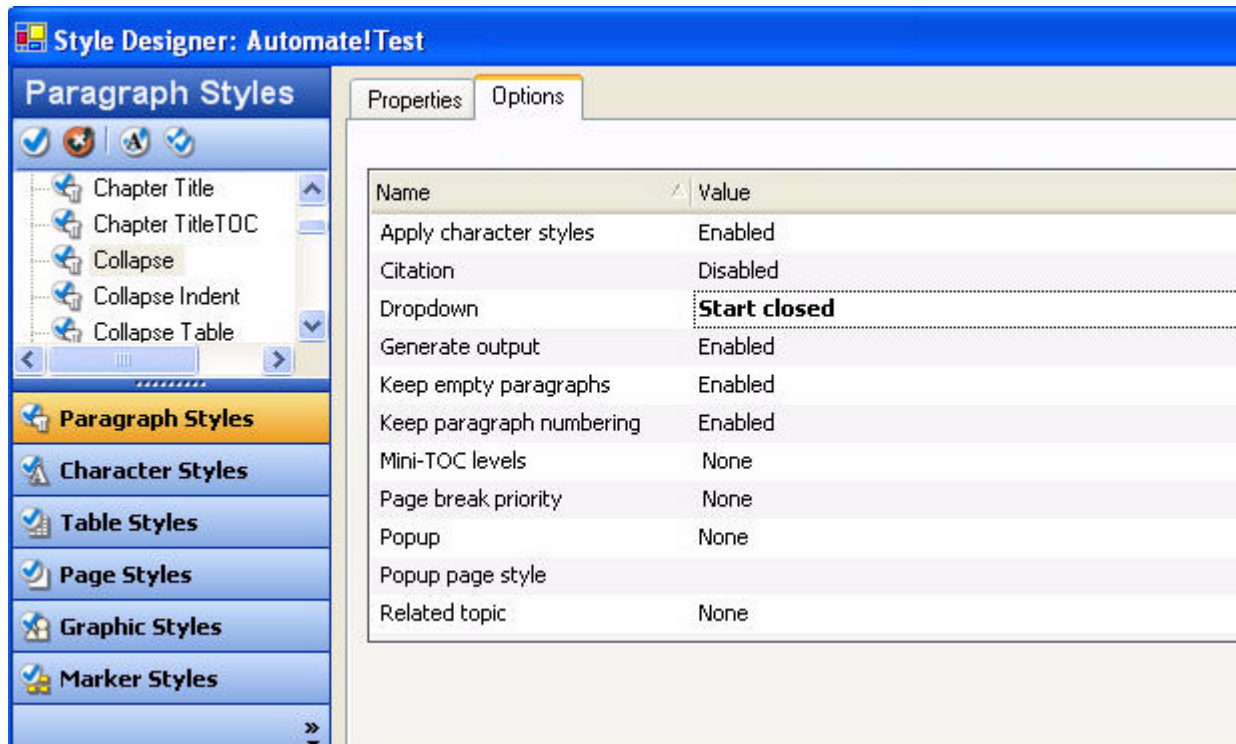 Style Designer: Automate!Test
Paragraph Styles
Chapter Title
Chapter TitleTOC
Collapse
Collapse Indent
Collapse Table
Paragraph Styles
Character Styles
Table Styles
Page Styles
Graphic Styles
Marker Styles
»
Properties Options
Name Value
Apply character styles Enabled
Citation Disabled
Dropdown Start closed
Generate output Enabled
Keep empty paragraphs Enabled
Keep paragraph numbering Enabled
Mini-TOC levels None
Page break priority None
Popup None
Popup page style
Related topic None